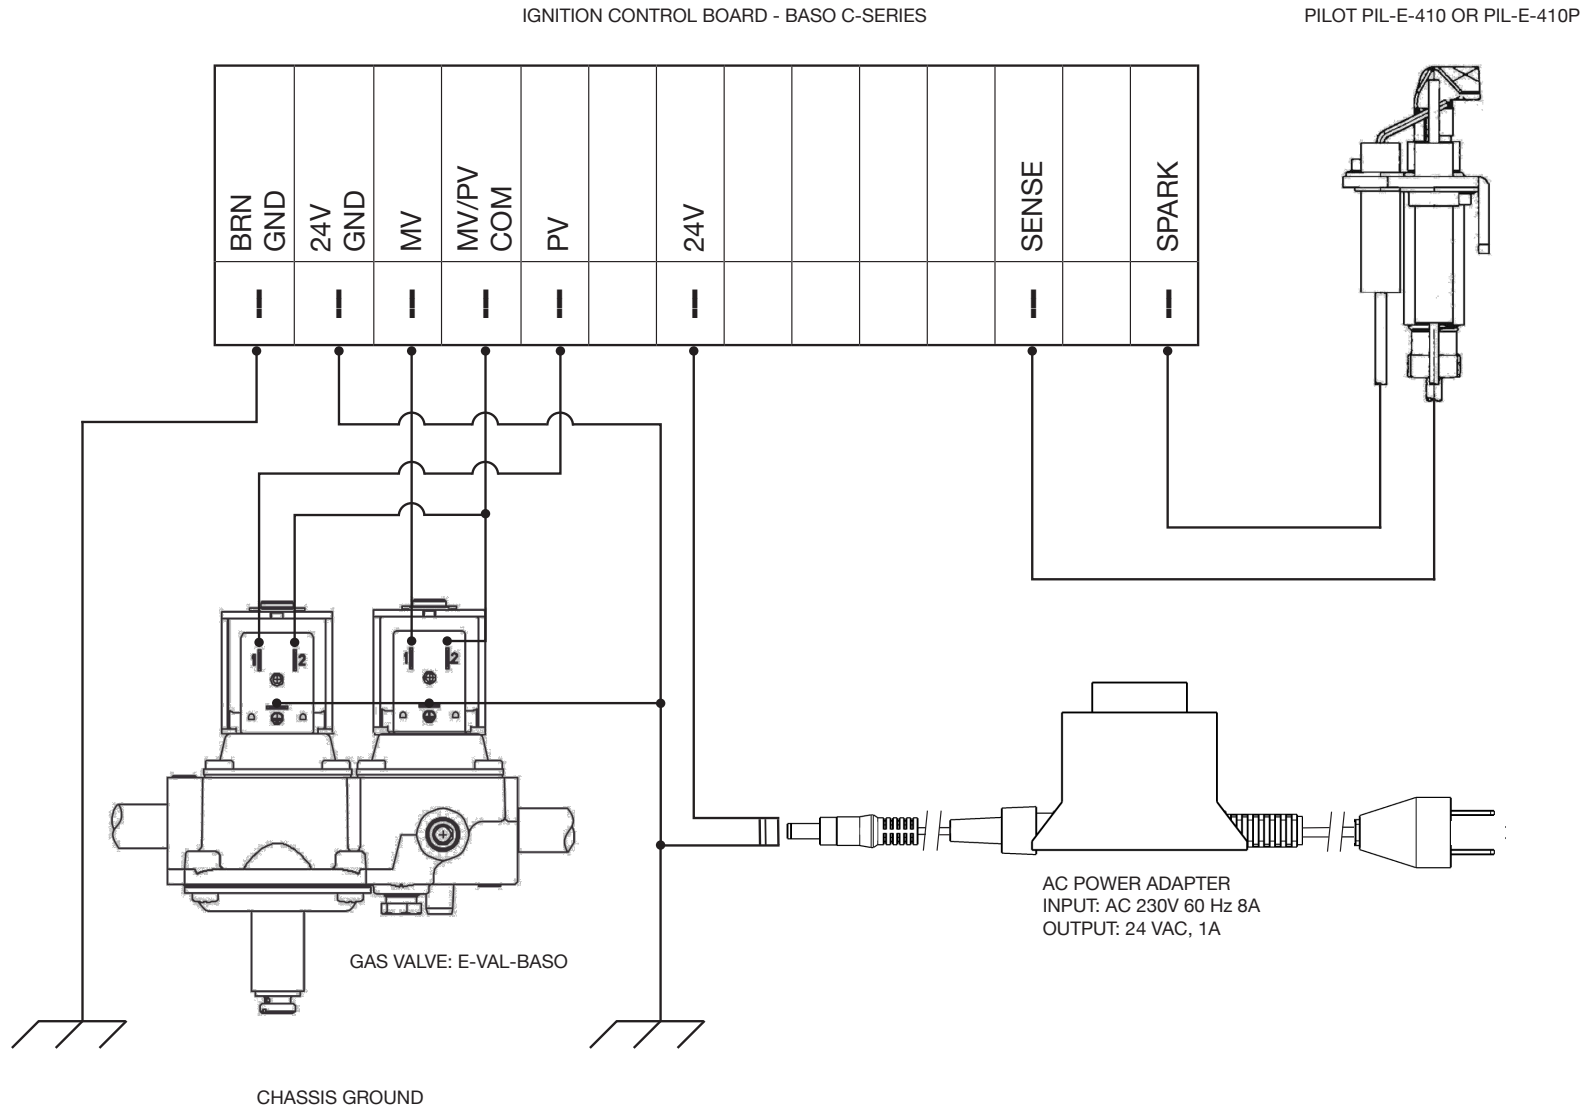 IGNITION CONTROL BOARD - BASO C-SERIES
PILOT PIL-E-410 OR PIL-E-410P
BRN
GND
24V
GND
MV
MV/PV
COM
PV
24V
SENSE
SPARK
1
2
1
2
AC POWER ADAPTER
INPUT: AC 230V 60 Hz 8A
OUTPUT: 24 VAC, 1A
GAS VALVE: E-VAL-BASO
CHASSIS GROUND